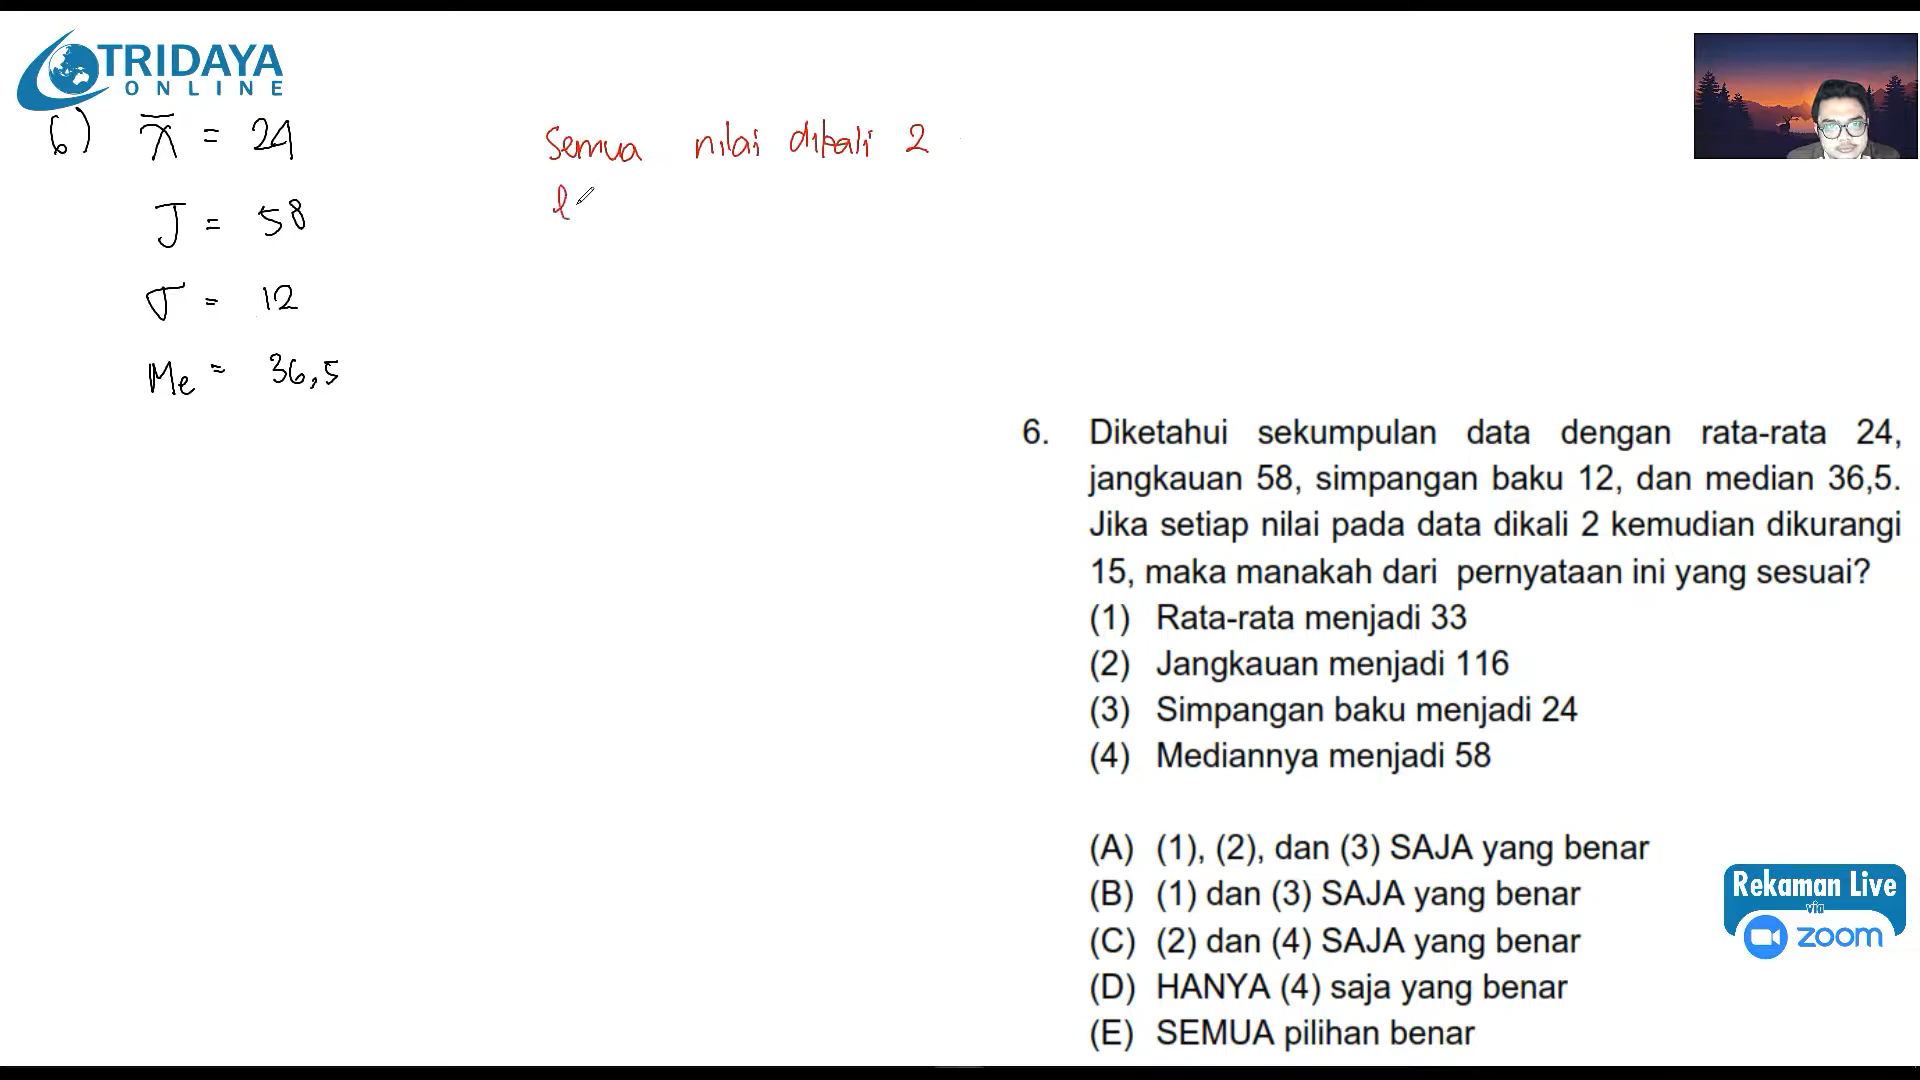 TRIDAYA
ONLINE
6) x̄ = 24
J = 58
σ = 12
Me = 36,5
Semua nilai dikali 2
l
6. Diketahui sekumpulan data dengan rata-rata 24,
jangkauan 58, simpangan baku 12, dan median 36,5.
Jika setiap nilai pada data dikali 2 kemudian dikurangi
15, maka manakah dari pernyataan ini yang sesuai?
(1) Rata-rata menjadi 33
(2) Jangkauan menjadi 116
(3) Simpangan baku menjadi 24
(4) Mediannya menjadi 58
(A) (1), (2), dan (3) SAJA yang benar
(B) (1) dan (3) SAJA yang benar
(C) (2) dan (4) SAJA yang benar
(D) HANYA (4) saja yang benar
(E) SEMUA pilihan benar
Rekaman Live
via
zoom